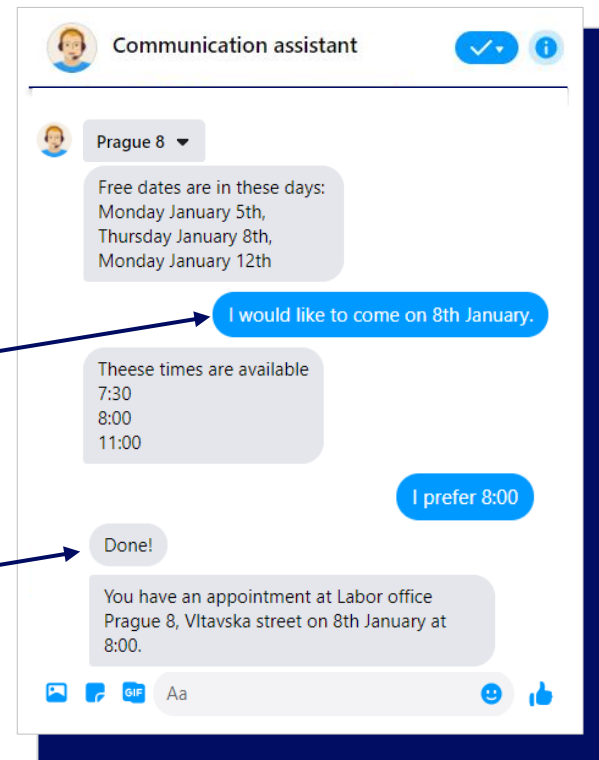 Communication assistant
Prague 8
Free dates are in these days:
Monday January 5th,
Thursday January 8th,
Monday January 12th
I would like to come on 8th January.
Theese times are available
7:30
8:00
11:00
I prefer 8:00
Done!
You have an appointment at Labor office
Prague 8, Vltavska street on 8th January at
8:00.
GIF
Aa